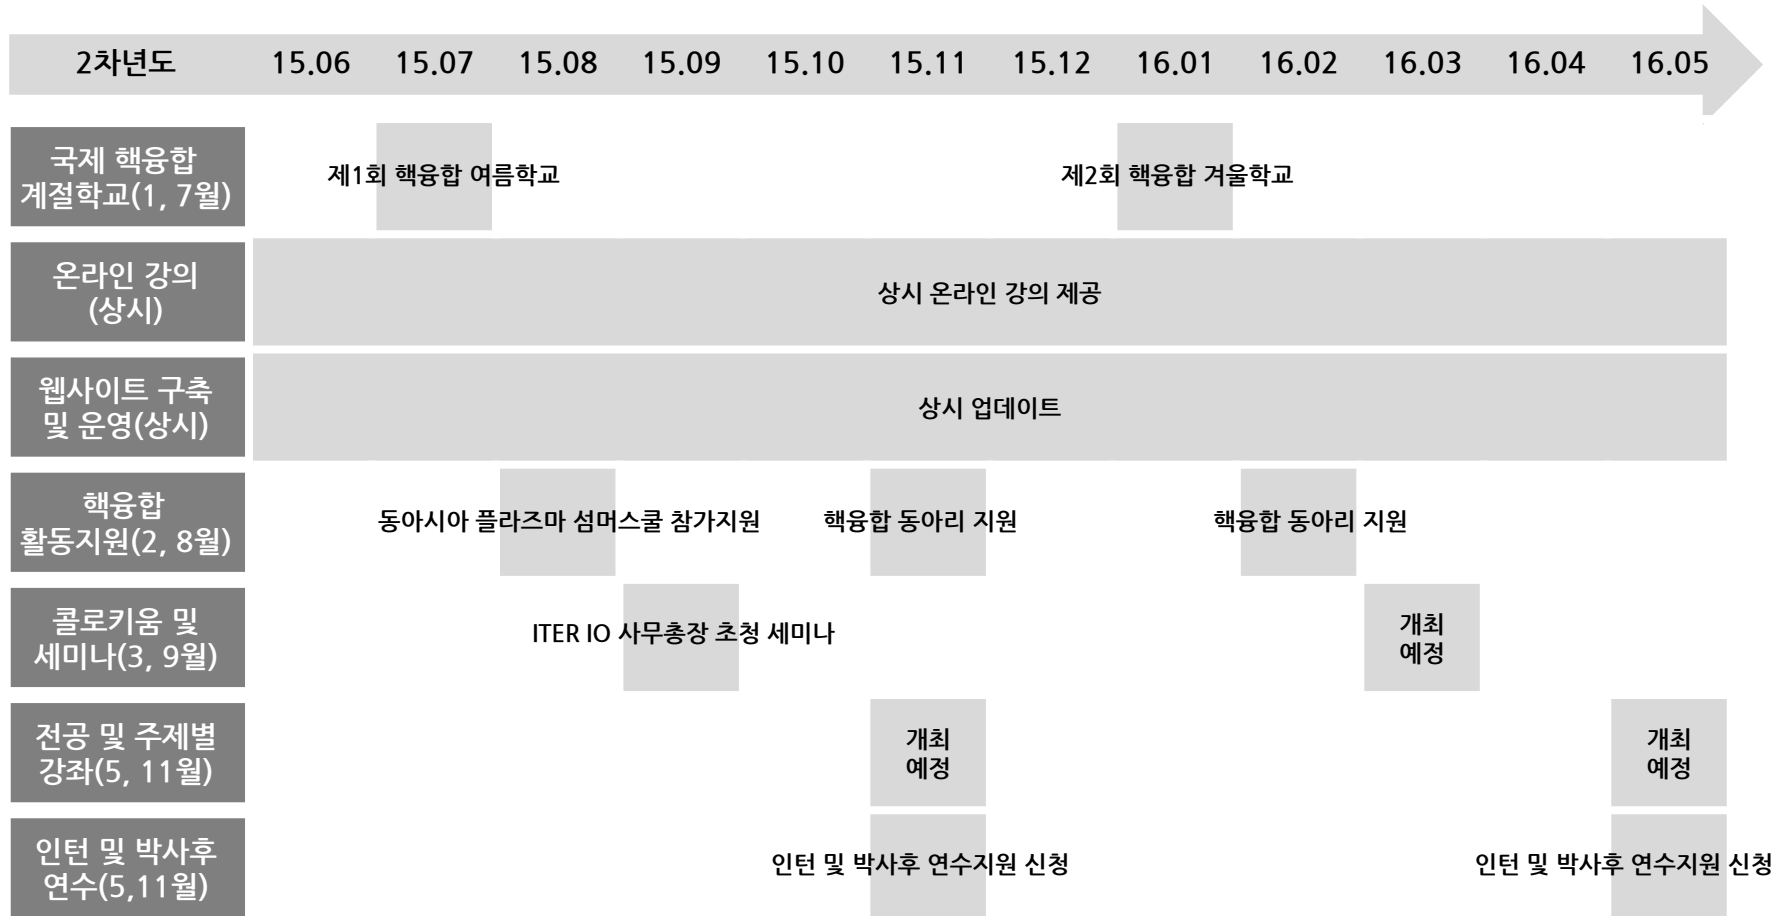 2차년도 15.06 15.07 15.08 15.09 15.10 15.11 15.12 16.01 16.02 16.03 16.04 16.05
국제 핵융합
계절학교(1, 7월)
제1회 핵융합 여름학교 제2회 핵융합 겨울학교
온라인 강의
(상시)
상시 온라인 강의 제공
웹사이트 구축
및 운영(상시)
상시 업데이트
핵융합
활동지원(2, 8월)
동아시아 플라즈마 섬머스쿨 참가지원 핵융합 동아리 지원 핵융합 동아리 지원
콜로키움 및
세미나(3, 9월)
ITER IO 사무총장 초청 세미나
개최
예정
전공 및 주제별
강좌(5, 11월)
개최
예정
개최
예정
인턴 및 박사후
연수(5,11월)
인턴 및 박사후 연수지원 신청 인턴 및 박사후 연수지원 신청